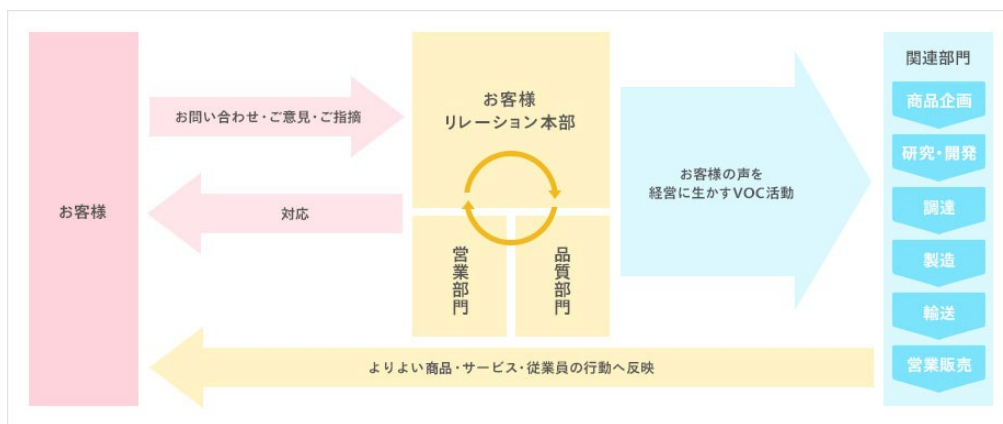 お客様
お問い合わせ・ご意見・ご指摘
対応
お客様
リレーション本部
営業部門
品質部門
お客様の声を
経営に生かすVOC活動
関連部門
商品企画
研究・開発
調達
製造
輸送
営業販売
よりよい商品・サービス・従業員の行動へ反映